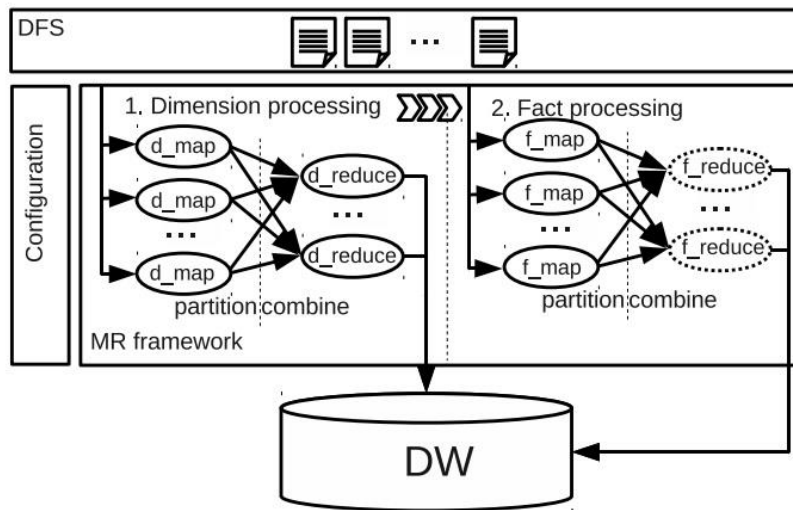 DFS
...
Configuration
1. Dimension processing
d_map
d_map
...
d_map
d_reduce
...
d_reduce
partition combine
MR framework
2. Fact processing
f_map
f_map
...
f_map
f_reduce
...
f_reduce
partition combine
DW